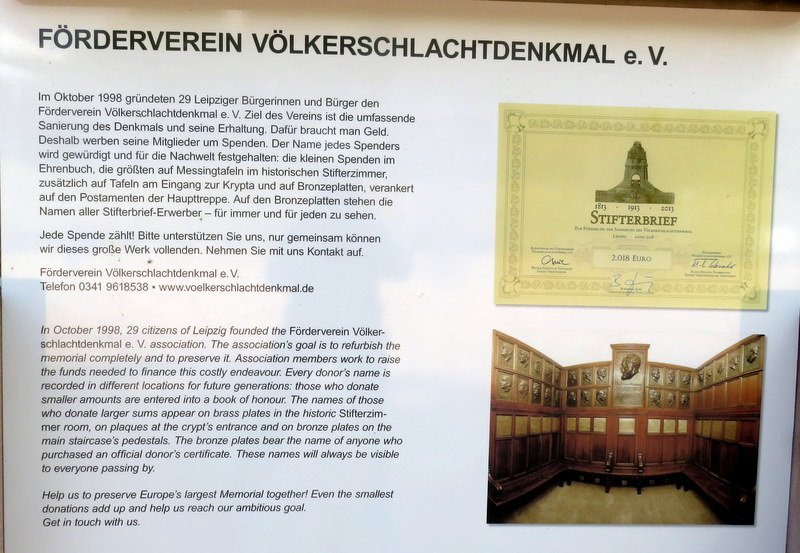 FÖRDERVEREIN VÖLKERSCHLACHTDENKMAL e. V.
Im Oktober 1998 gründeten 29 Leipziger Bürgerinnen und Bürger den
Förderverein Völkerschlachtdenkmal e. V. Ziel des Vereins ist die umfassende
Sanierung des Denkmals und seine Erhaltung. Dafür braucht man Geld.
Deshalb werben seine Mitglieder um Spenden. Der Name jedes Spenders
wird gewürdigt und für die Nachwelt festgehalten: die kleinen Spenden im
Ehrenbuch, die größten auf Messingtafeln im historischen Stifterzimmer,
zusätzlich auf Tafeln am Eingang zur Krypta und auf Bronzeplatten, verankert
auf den Postamenten der Haupttreppe. Auf den Bronzeplatten stehen die
Namen aller Stifterbrief-Erwerber – für immer und für jeden zu sehen.
Jede Spende zählt! Bitte unterstützen Sie uns, nur gemeinsam können
wir dieses große Werk vollenden. Nehmen Sie mit uns Kontakt auf.
Förderverein Völkerschlachtdenkmal e. V.
Telefon 0341 9618538 • www.voelkerschlachtdenkmal.de
In October 1998, 29 citizens of Leipzig founded the Förderverein Völker-
schlachtdenkmal e. V. association. The association's goal is to refurbish the
memorial completely and to preserve it. Association members work to raise
the funds needed to finance this costly endeavour. Every donor's name is
recorded in different locations for future generations: those who donate
smaller amounts are entered into a book of honour. The names of those
who donate larger sums appear on brass plates in the historic Stifterzim-
mer room, on plaques at the crypt's entrance and on bronze plates on the
main staircase's pedestals. The bronze plates bear the name of anyone who
purchased an official donor's certificate. These names will always be visible
to everyone passing by.
Help us to preserve Europe's largest Memorial together! Even the smallest
donations add up and help us reach our ambitious goal.
Get in touch with us.
1813 · 1913 · 2013
STIFTERBRIEF
ZUR FÖRDERUNG DER SANIERUNG DES VÖLKERSCHLACHTDENKMALS
LEIPZIG ANNO 2018
2.018 EURO